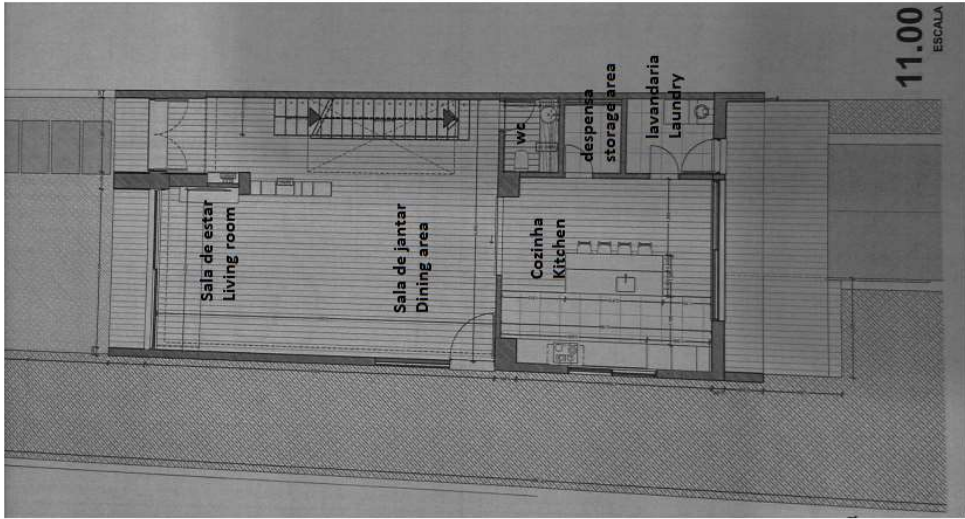 11.00
ESCALA
Sala de estar
Living room
Sala de jantar
Dining area
Cozinha
Kitchen
wc
despensa
storage area
lavandaria
Laundry